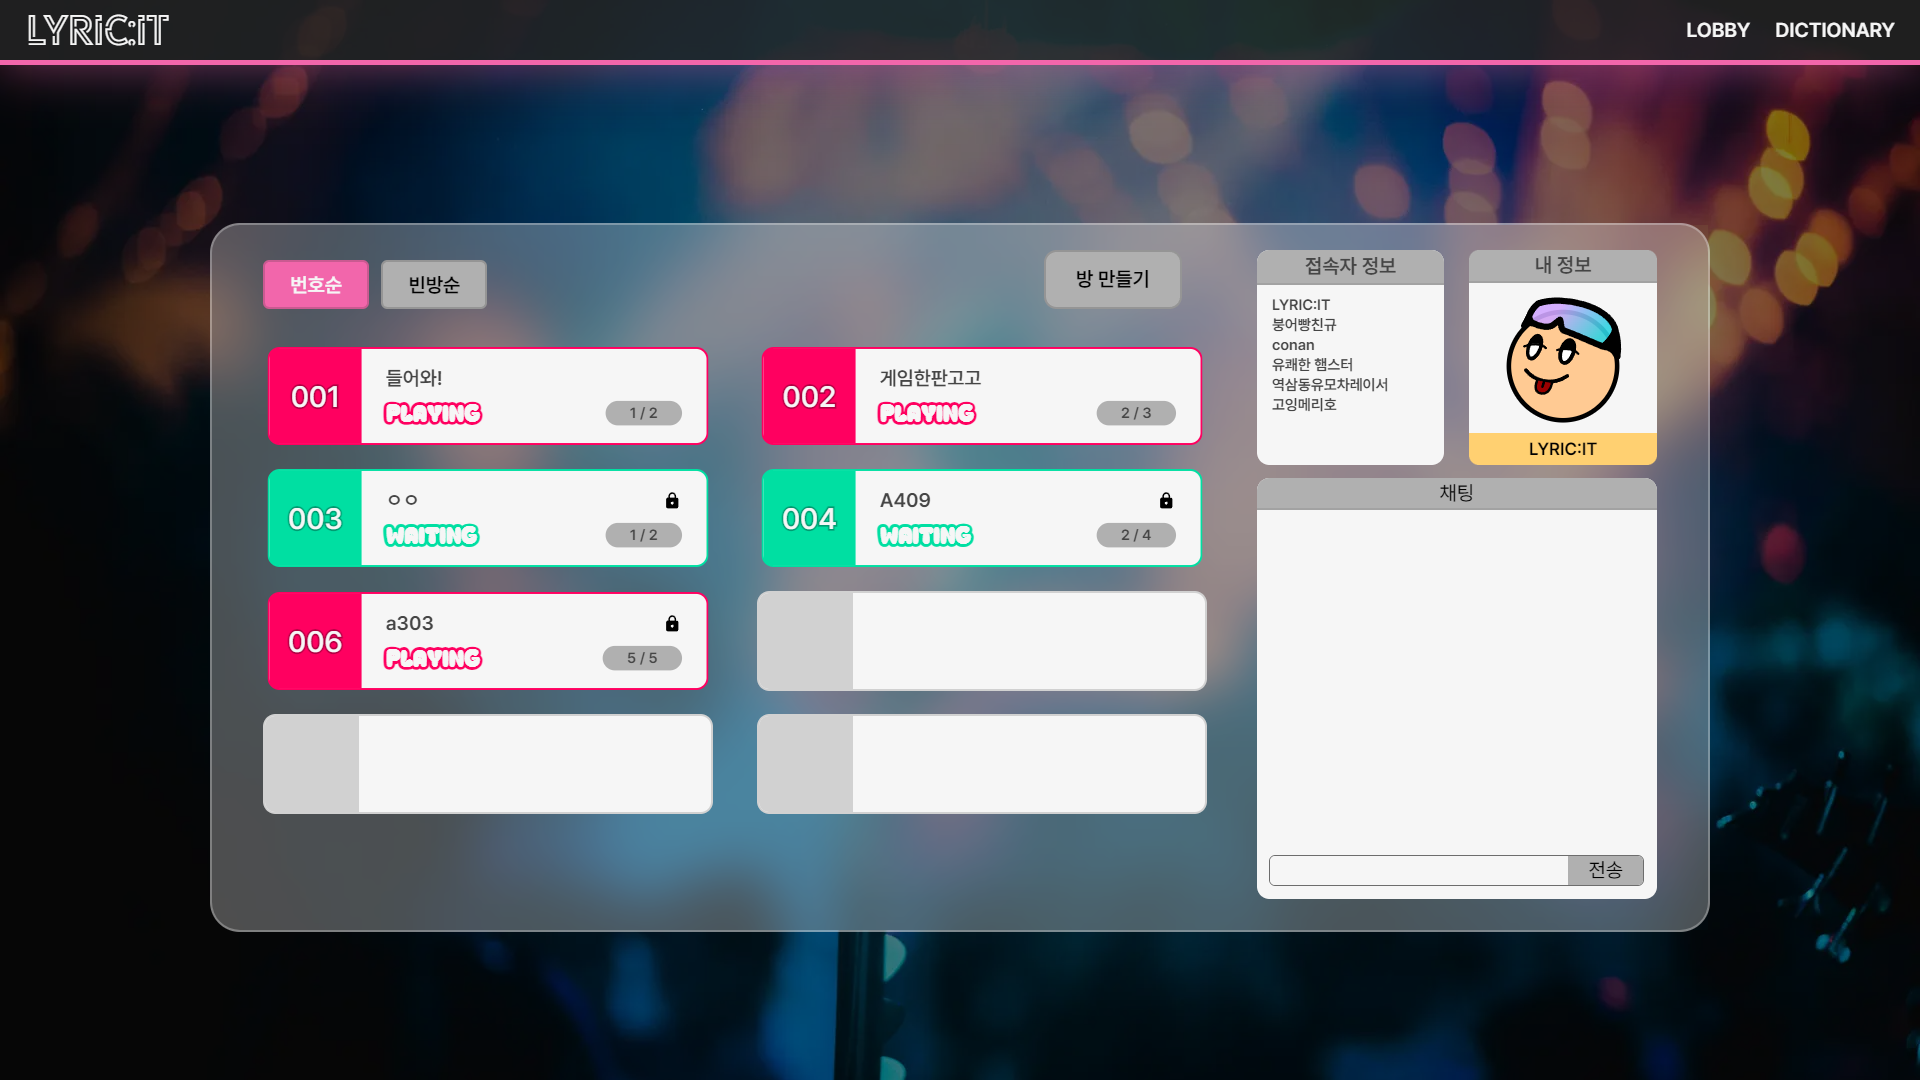 LYRiC:iT
LOBBY DICTIONARY
번호순 빈방순 방 만들기
001 들어와!
PLAYING 1 / 2
002 게임한판고고
PLAYING 2 / 3
003 ㅇㅇ
WAITING 1 / 2
004 A409
WAITING 2 / 4
006 a303
PLAYING 5 / 5
접속자 정보
LYRIC:IT
붕어빵친규
conan
유쾌한 햄스터
역삼동유모차레이서
고잉메리호
내 정보
LYRIC:IT
채팅
전송